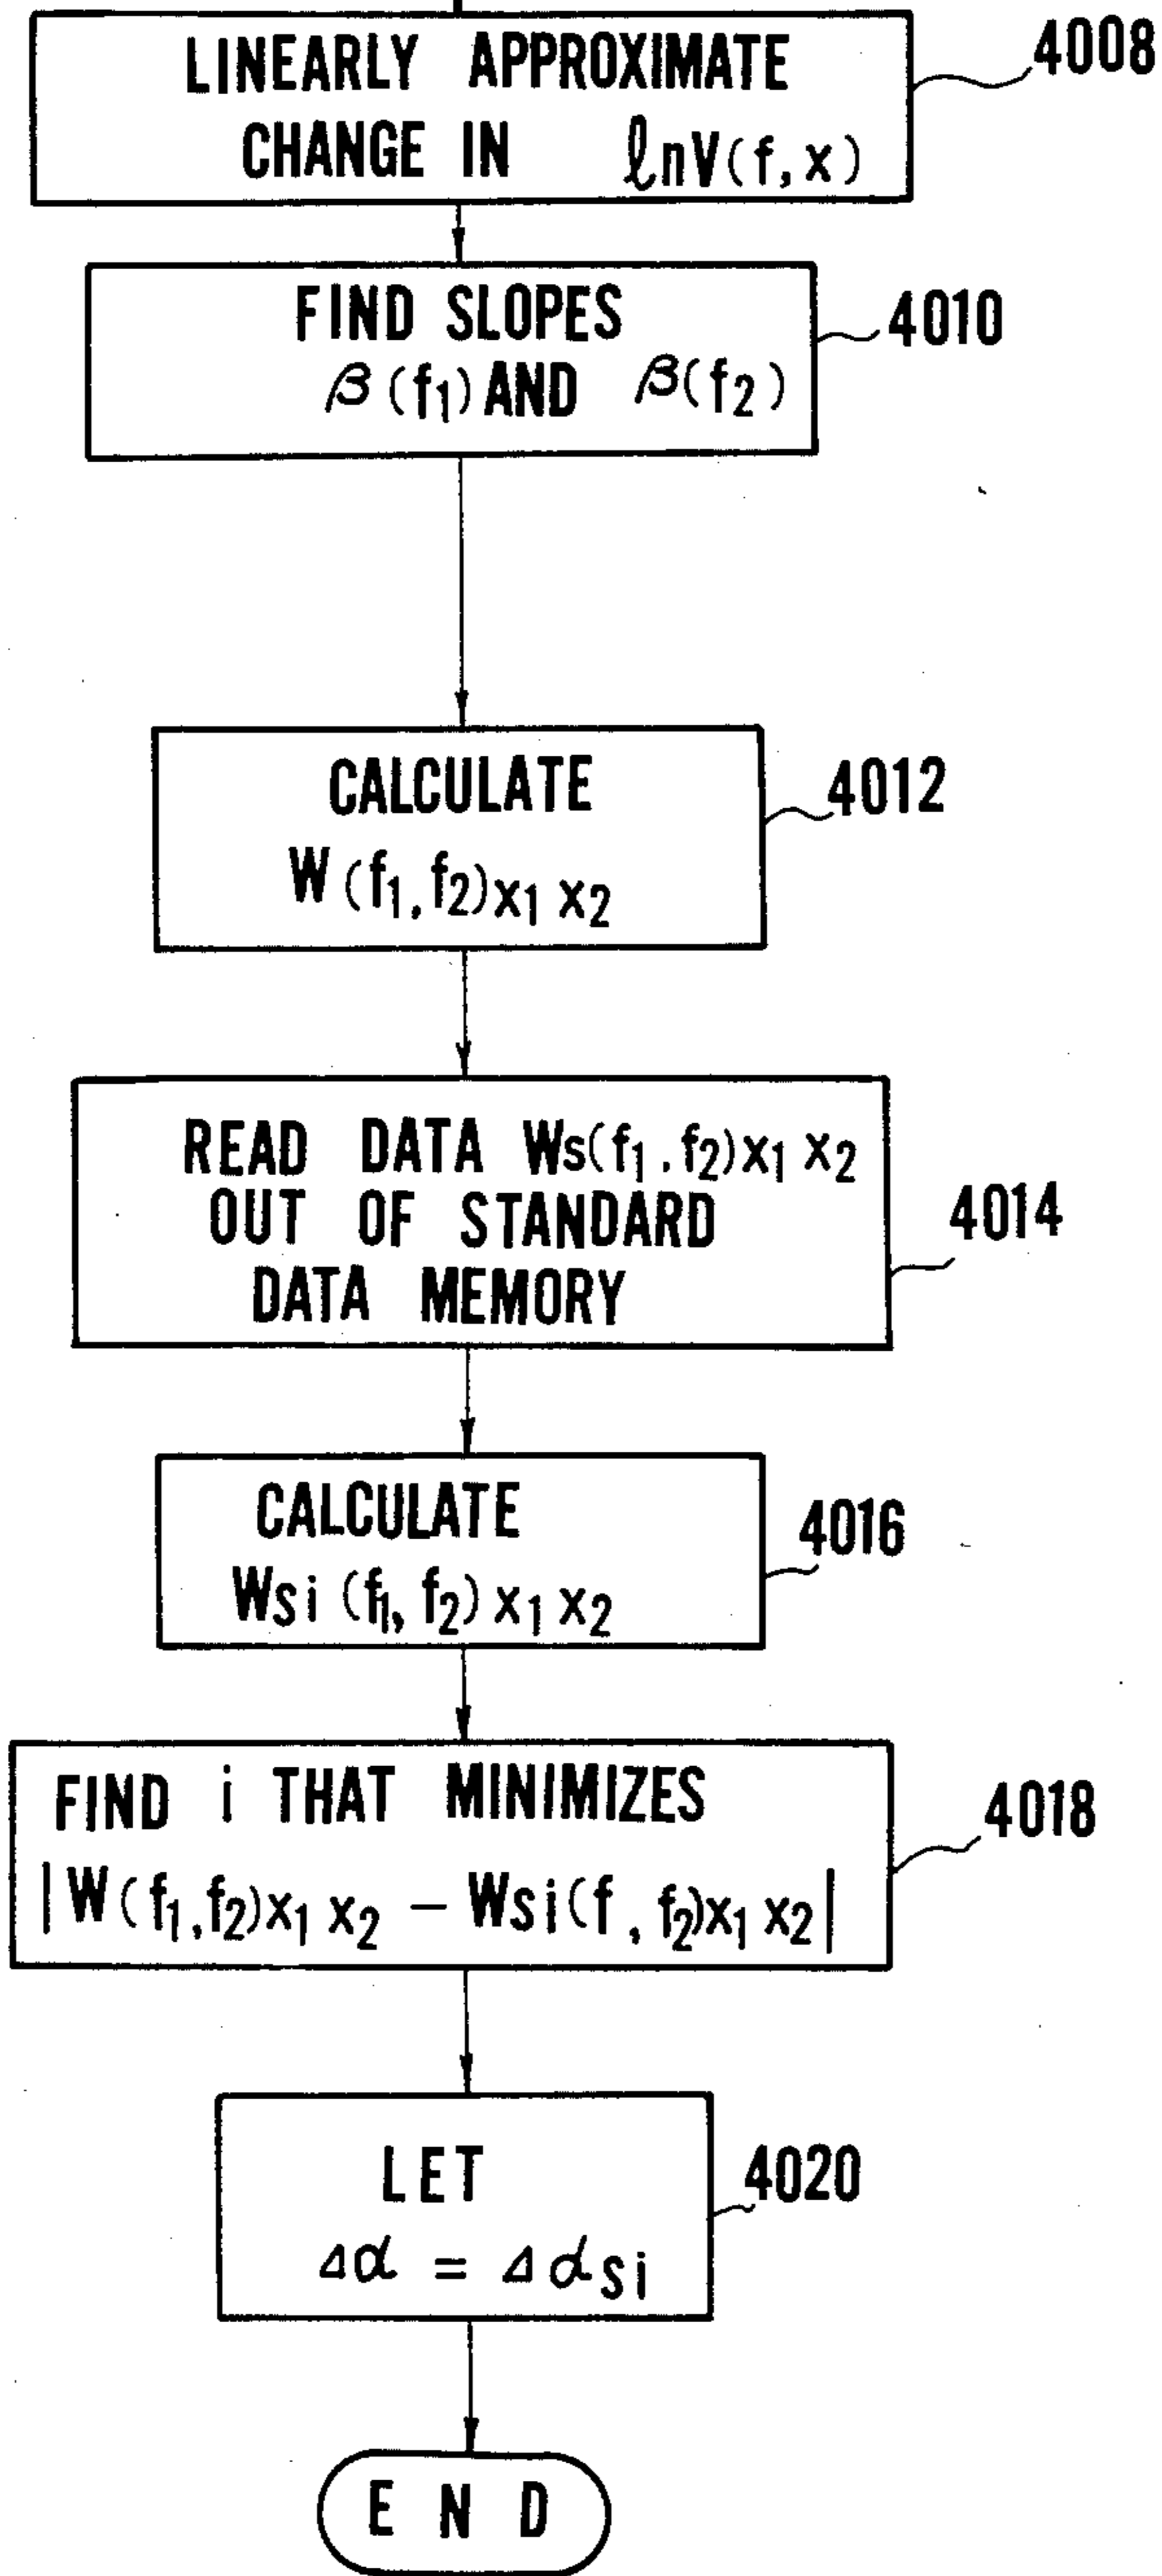 LINEARLY APPROXIMATE 4008
CHANGE IN ℓnV(f,x)
FIND SLOPES 4010
β(f1) AND β(f2)
CALCULATE 4012
W(f1,f2)x1 x2
READ DATA Ws(f1.f2)x1 x2
OUT OF STANDARD 4014
DATA MEMORY
CALCULATE 4016
Wsi(f1,f2)x1 x2
FIND i THAT MINIMIZES 4018
|W(f1,f2)x1 x2 − Wsi(f,f2)x1 x2|
LET 4020
Δα = Δαsi
END